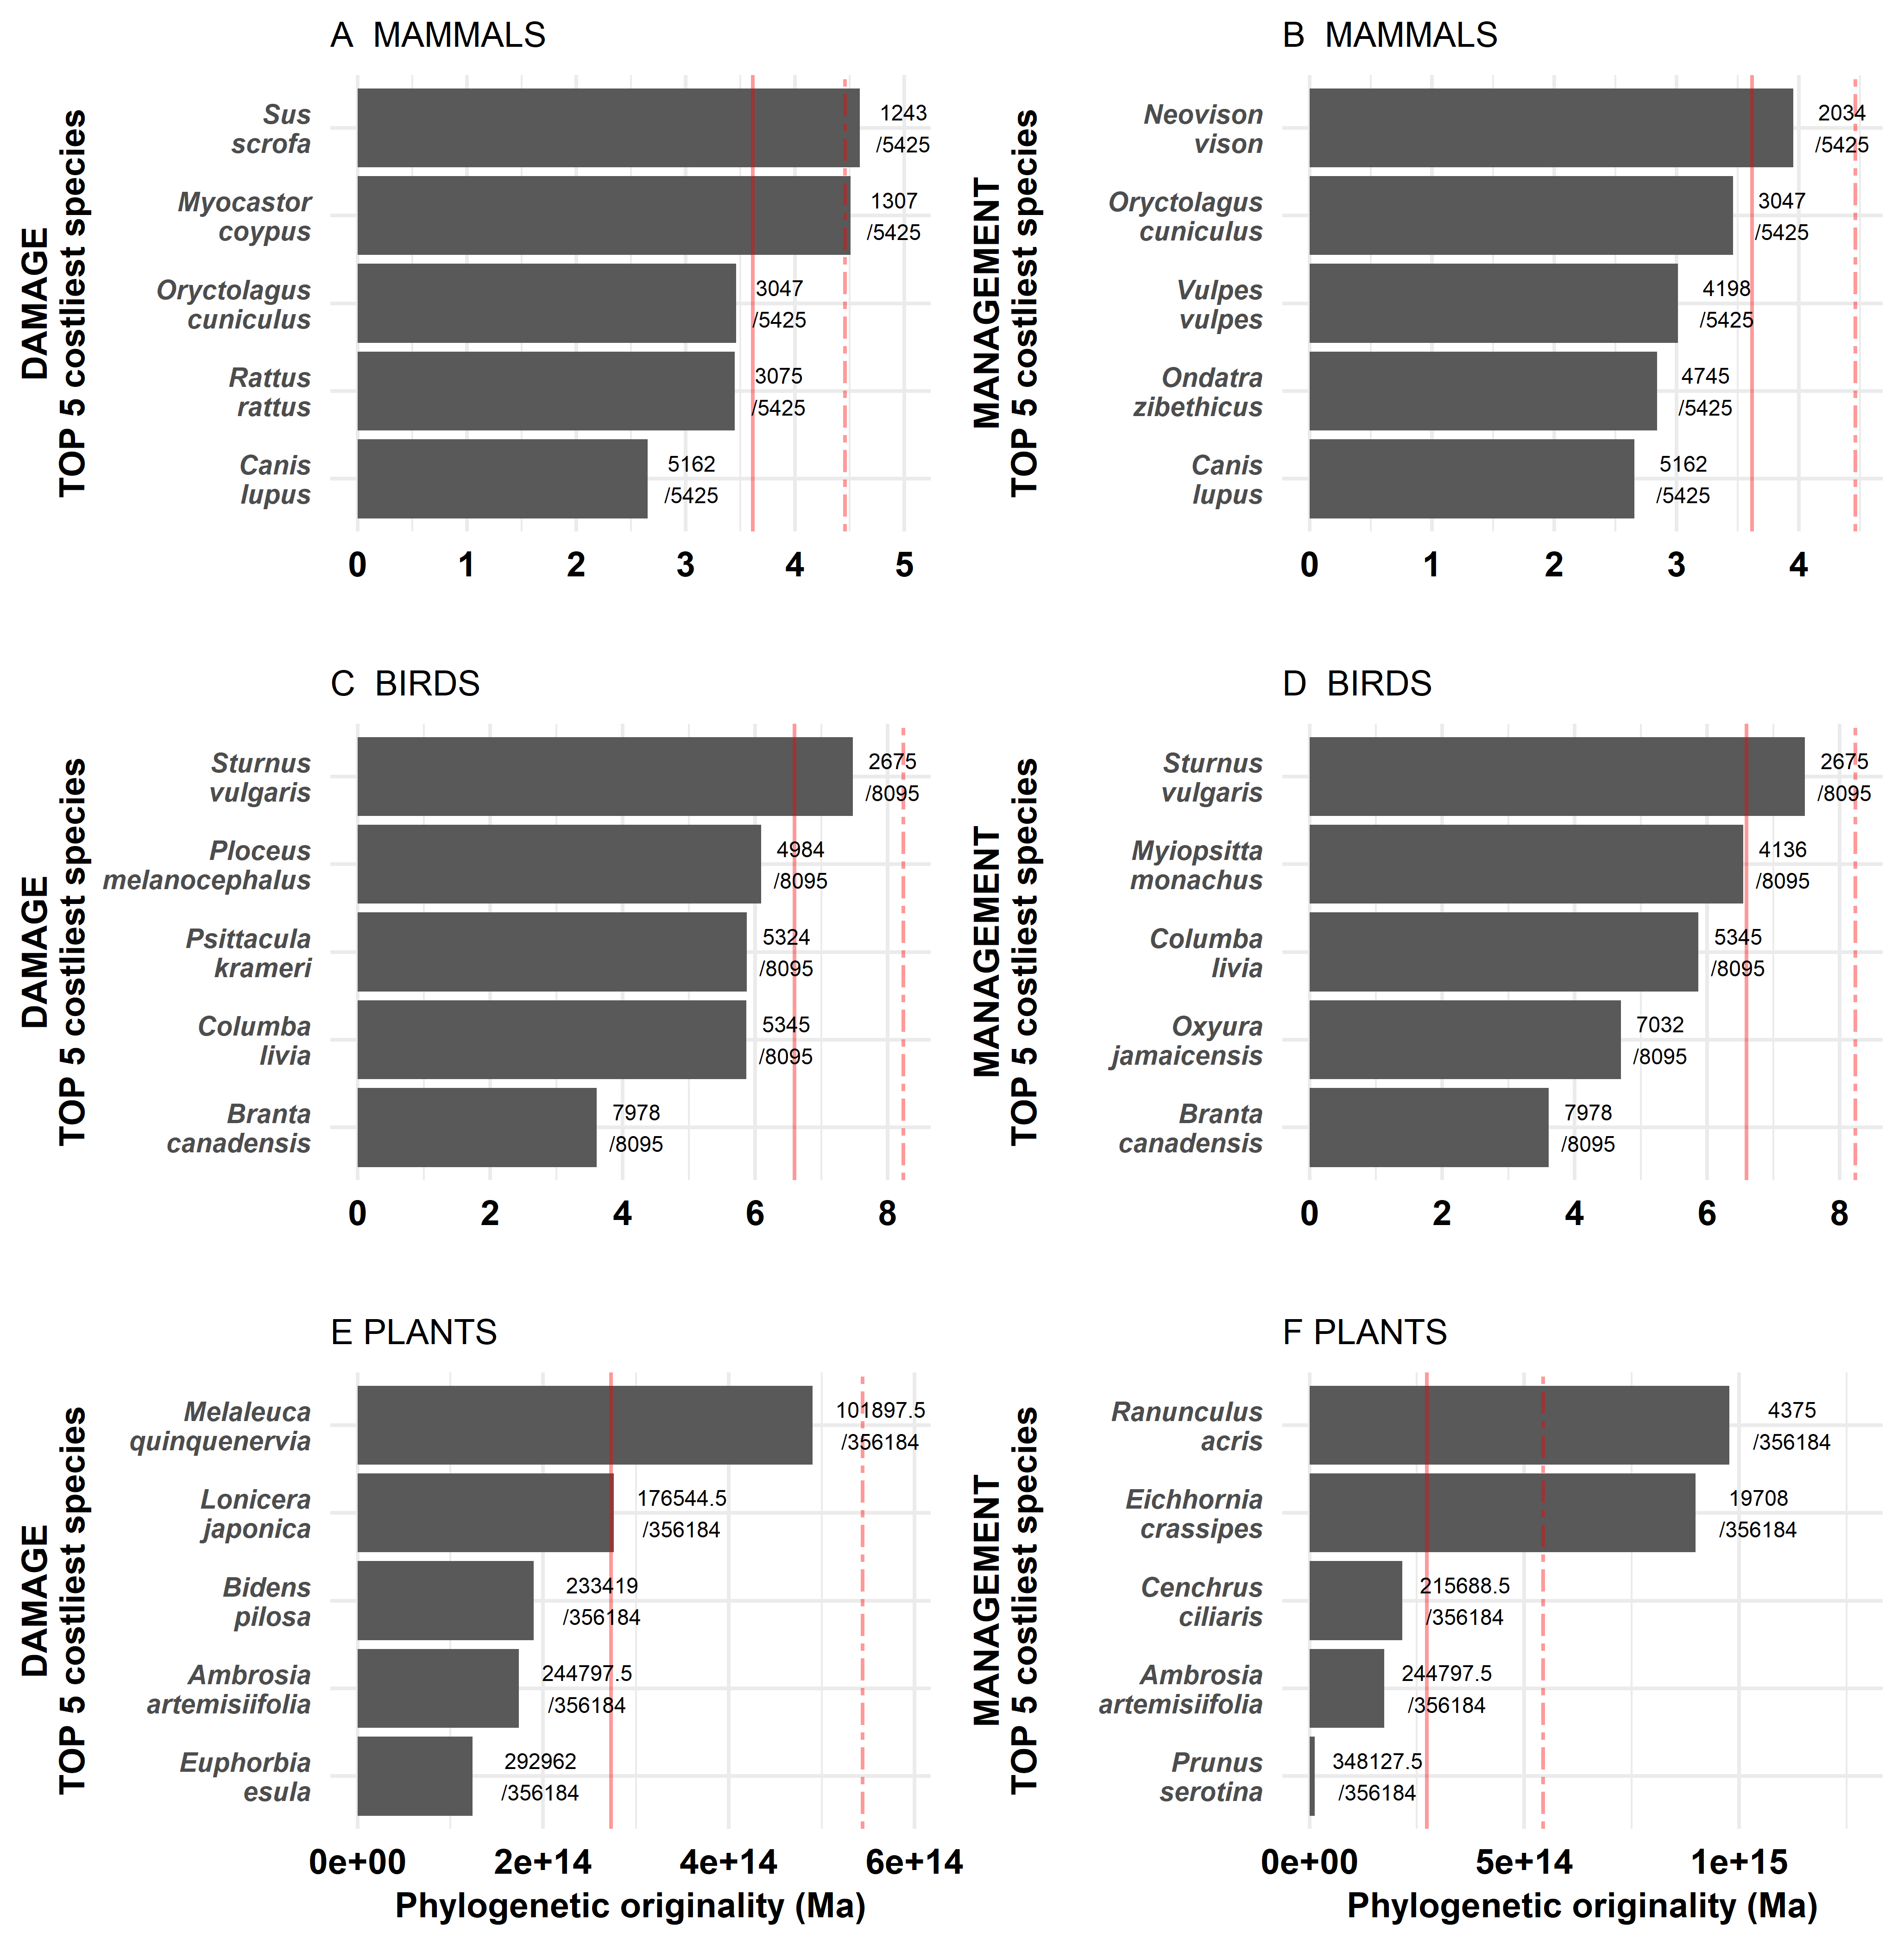 A MAMMALS
DAMAGE
TOP 5 costliest species
Sus
scrofa
1243
/5425
Myocastor
coypus
1307
/5425
Oryctolagus
cuniculus
3047
/5425
Rattus
rattus
3075
/5425
Canis
lupus
5162
/5425
0 1 2 3 4 5
B MAMMALS
MANAGEMENT
TOP 5 costliest species
Neovison
vison
2034
/5425
Oryctolagus
cuniculus
3047
/5425
Vulpes
vulpes
4198
/5425
Ondatra
zibethicus
4745
/5425
Canis
lupus
5162
/5425
0 1 2 3 4
C BIRDS
DAMAGE
TOP 5 costliest species
Sturnus
vulgaris
2675
/8095
Ploceus
melanocephalus
4984
/8095
Psittacula
krameri
5324
/8095
Columba
livia
5345
/8095
Branta
canadensis
7978
/8095
0 2 4 6 8
D BIRDS
MANAGEMENT
TOP 5 costliest species
Sturnus
vulgaris
2675
/8095
Myiopsitta
monachus
4136
/8095
Columba
livia
5345
/8095
Oxyura
jamaicensis
7032
/8095
Branta
canadensis
7978
/8095
0 2 4 6 8
E PLANTS
DAMAGE
TOP 5 costliest species
Melaleuca
quinquenervia
101897.5
/356184
Lonicera
japonica
176544.5
/356184
Bidens
pilosa
233419
/356184
Ambrosia
artemisiifolia
244797.5
/356184
Euphorbia
esula
292962
/356184
0e+00 2e+14 4e+14 6e+14
Phylogenetic originality (Ma)
F PLANTS
MANAGEMENT
TOP 5 costliest species
Ranunculus
acris
4375
/356184
Eichhornia
crassipes
19708
/356184
Cenchrus
ciliaris
215688.5
/356184
Ambrosia
artemisiifolia
244797.5
/356184
Prunus
serotina
348127.5
/356184
0e+00 5e+14 1e+15
Phylogenetic originality (Ma)